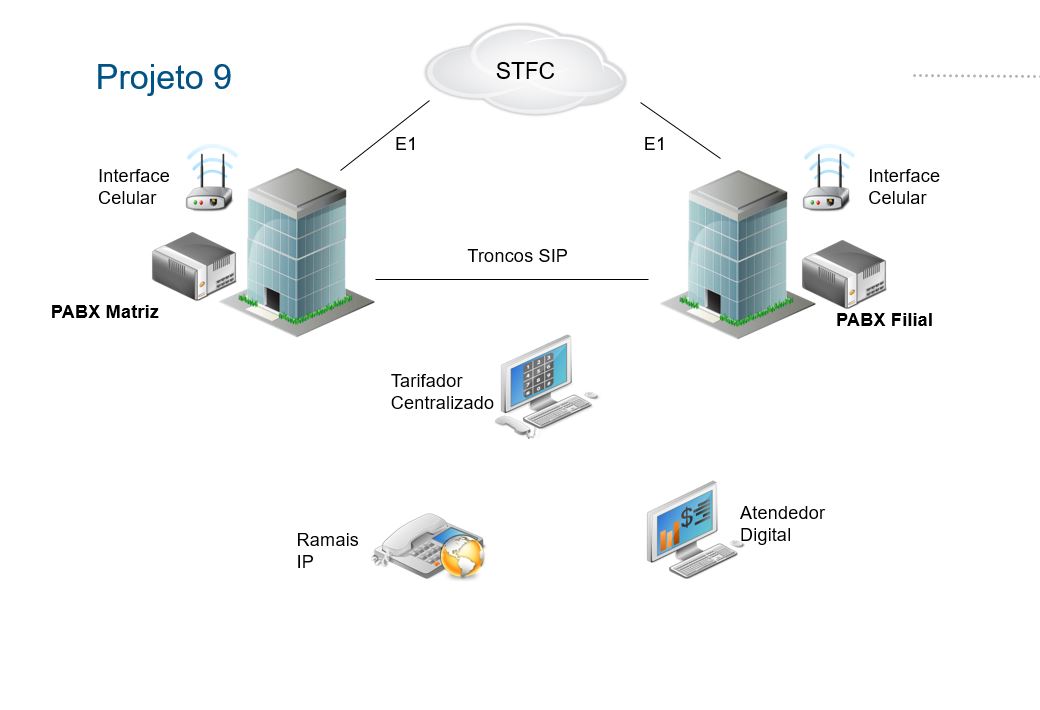 STFC
Projeto 9
E1
E1
Interface
Celular
Interface
Celular
Troncos SIP
PABX Matriz
PABX Filial
Tarifador
Centralizado
Ramais
IP
Atendedor
Digital